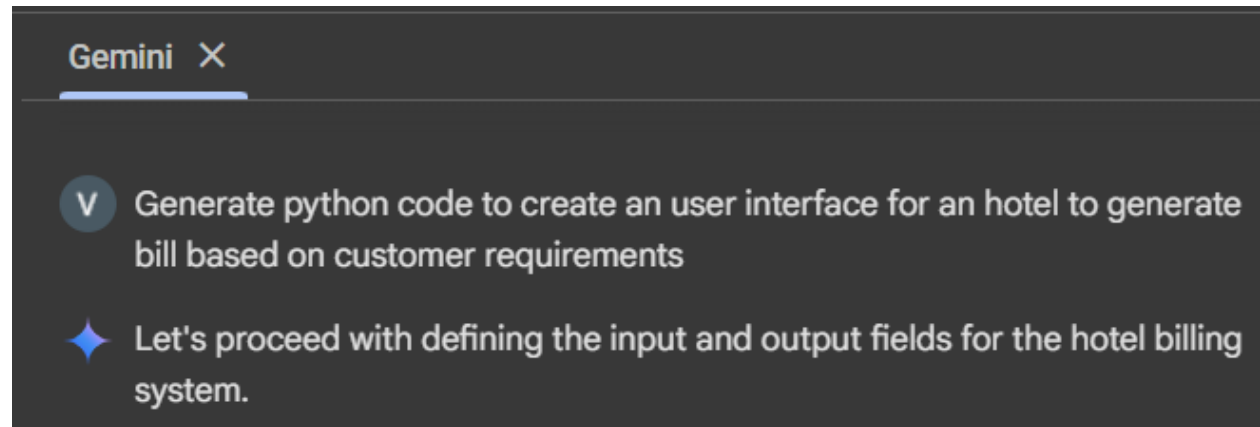 Gemini ×
V Generate python code to create an user interface for an hotel to generate
bill based on customer requirements
Let's proceed with defining the input and output fields for the hotel billing
system.